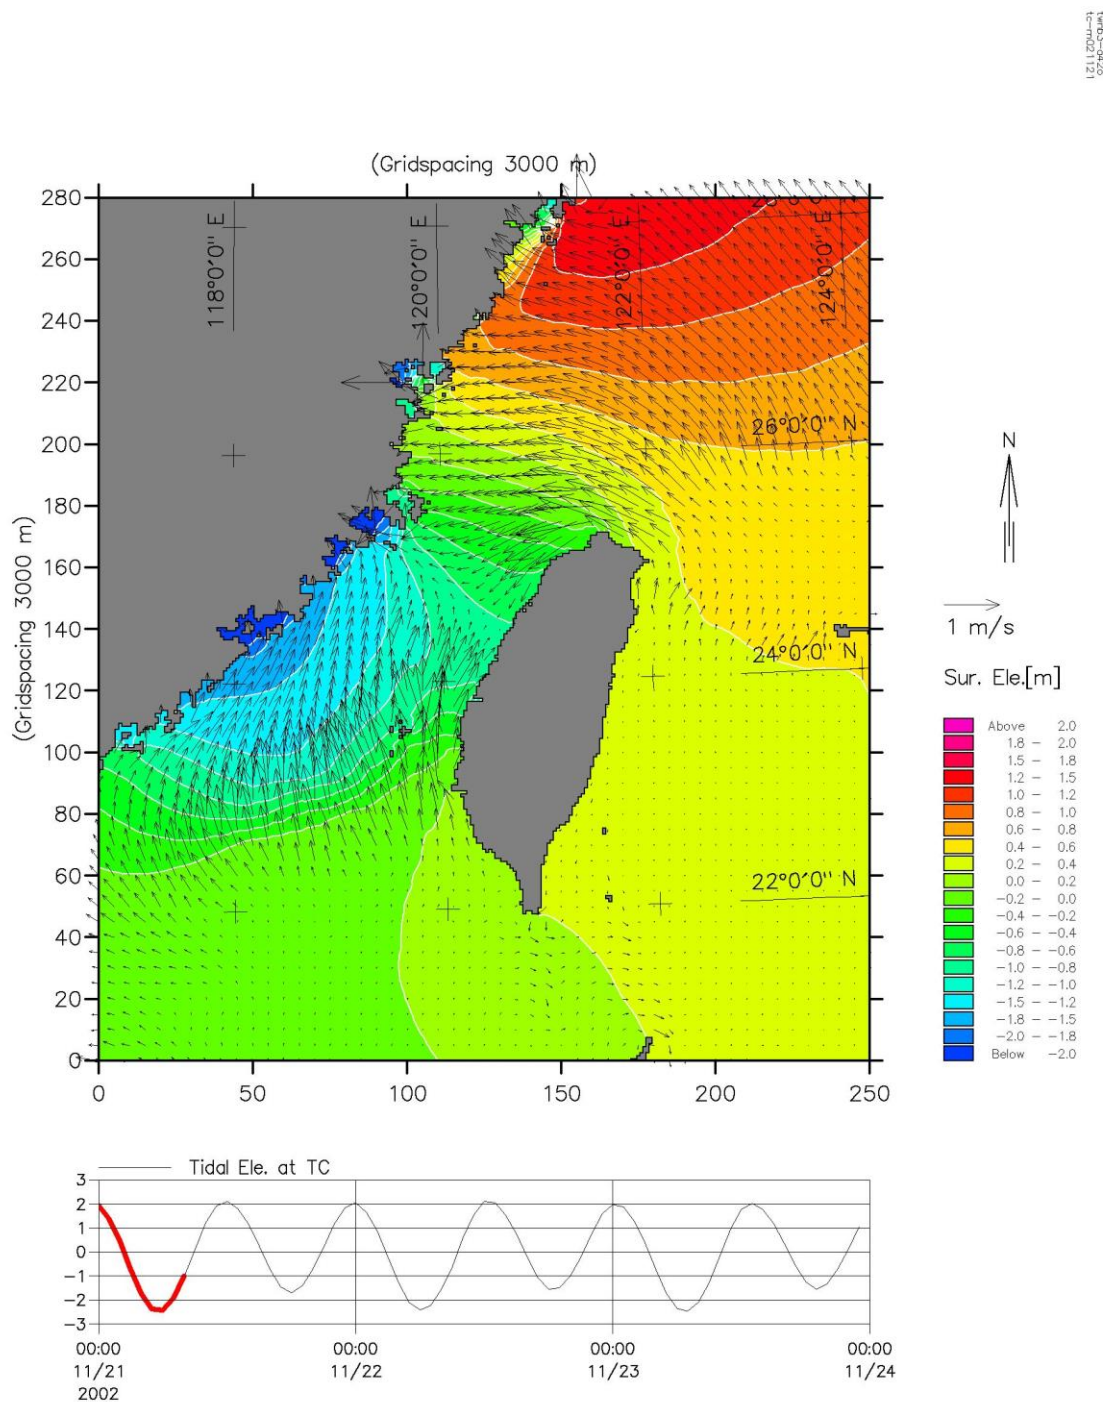 tc-m021121
(Gridspacing 3000 m)
280
260
240
220
200
180
160
140
120
100
80
60
40
20
0
(Gridspacing 3000 m)
118°0'0" E
120°0'0" E
122°0'0" E
124°0'0" E
26°0'0" N
24°0'0" N
22°0'0" N
0
50
100
150
200
250
N
1 m/s
Sur. Ele.[m]
Above 2.0
1.8 - 2.0
1.5 - 1.8
1.2 - 1.5
1.0 - 1.2
0.8 - 1.0
0.6 - 0.8
0.4 - 0.6
0.2 - 0.4
0.0 - 0.2
-0.2 - 0.0
-0.4 - -0.2
-0.6 - -0.4
-0.8 - -0.6
-1.0 - -0.8
-1.2 - -1.0
-1.5 - -1.2
-1.8 - -1.5
-2.0 - -1.8
Below -2.0
Tidal Ele. at TC
3
2
1
0
-1
-2
-3
00:00 00:00 00:00 00:00
11/21 11/22 11/23 11/24
2002